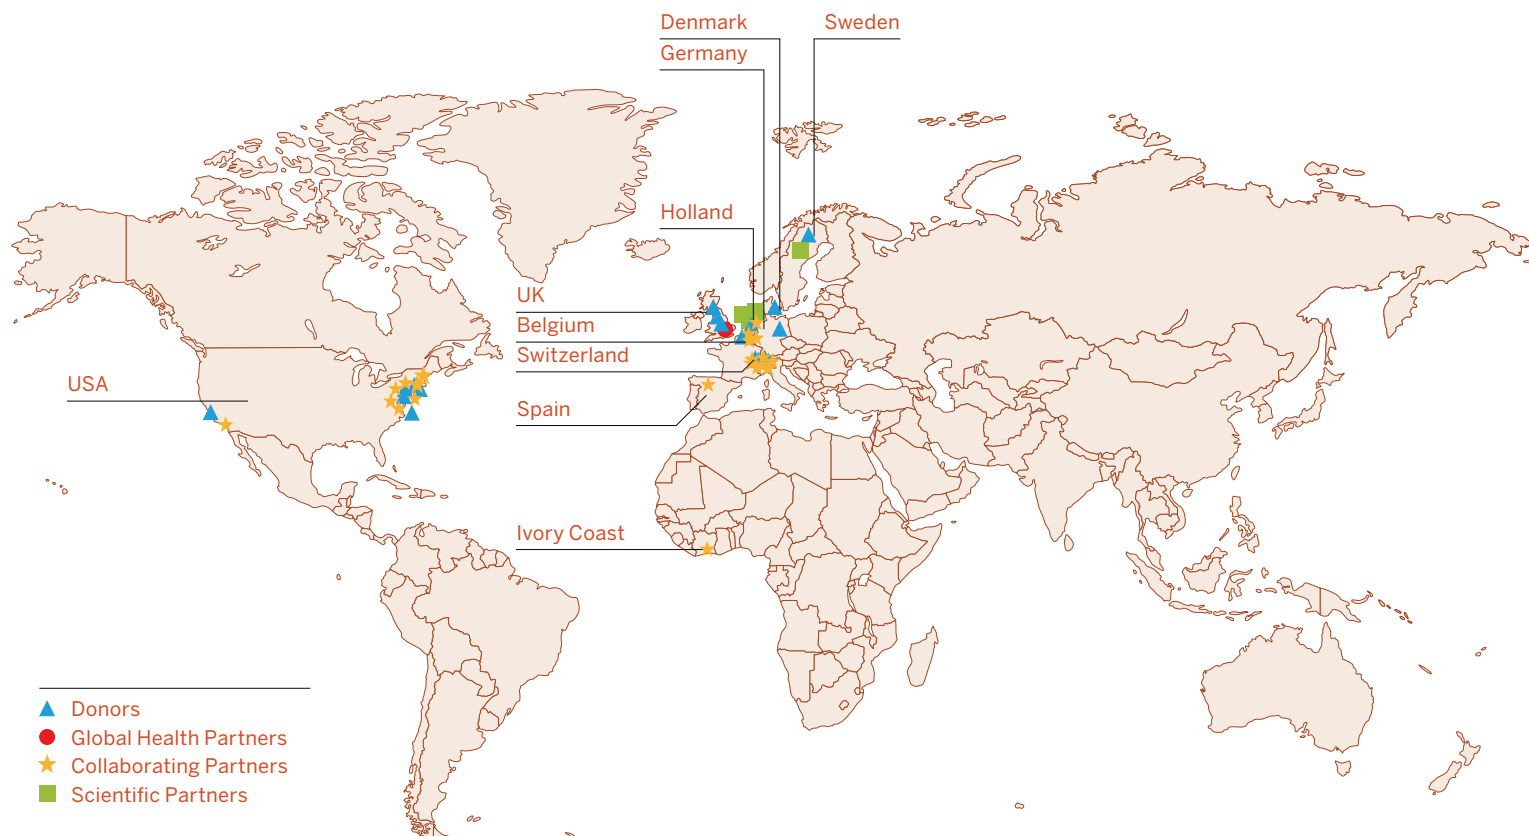 Denmark
Sweden
Germany
Holland
UK
Belgium
Switzerland
USA
Spain
Ivory Coast
Donors
Global Health Partners
Collaborating Partners
Scientific Partners